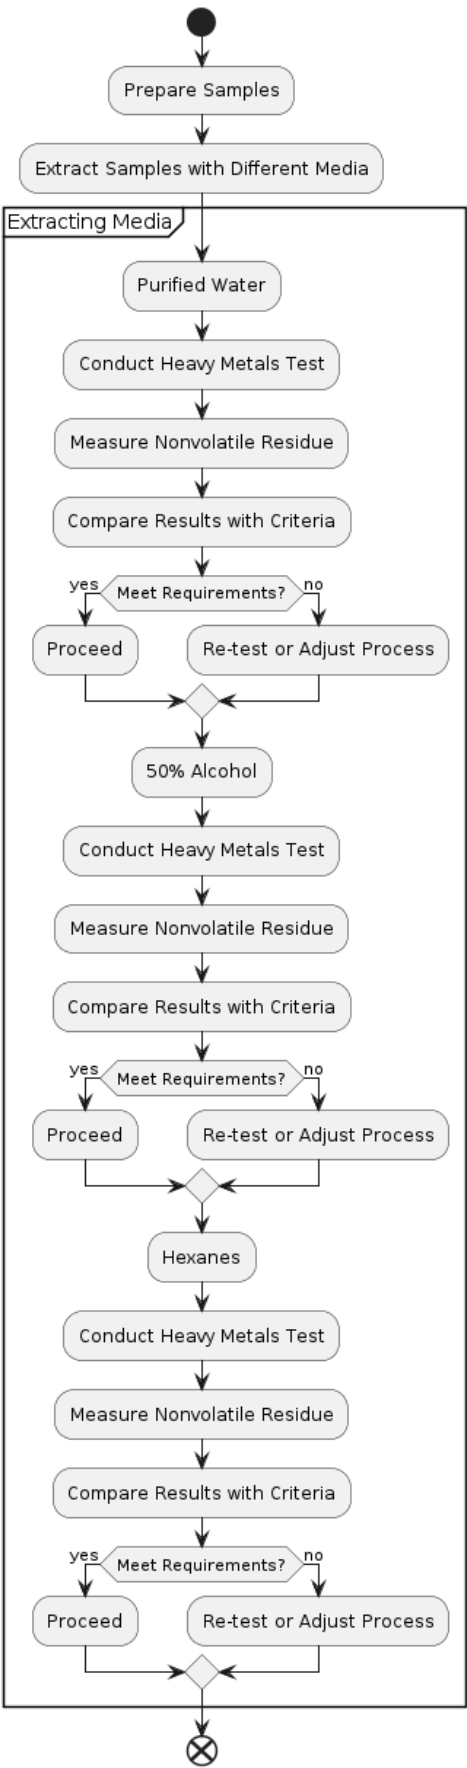 Prepare Samples
Extract Samples with Different Media
Extracting Media
Purified Water
Conduct Heavy Metals Test
Measure Nonvolatile Residue
Compare Results with Criteria
yes
Meet Requirements?
no
Proceed
Re-test or Adjust Process
50% Alcohol
Conduct Heavy Metals Test
Measure Nonvolatile Residue
Compare Results with Criteria
yes
Meet Requirements?
no
Proceed
Re-test or Adjust Process
Hexanes
Conduct Heavy Metals Test
Measure Nonvolatile Residue
Compare Results with Criteria
yes
Meet Requirements?
no
Proceed
Re-test or Adjust Process